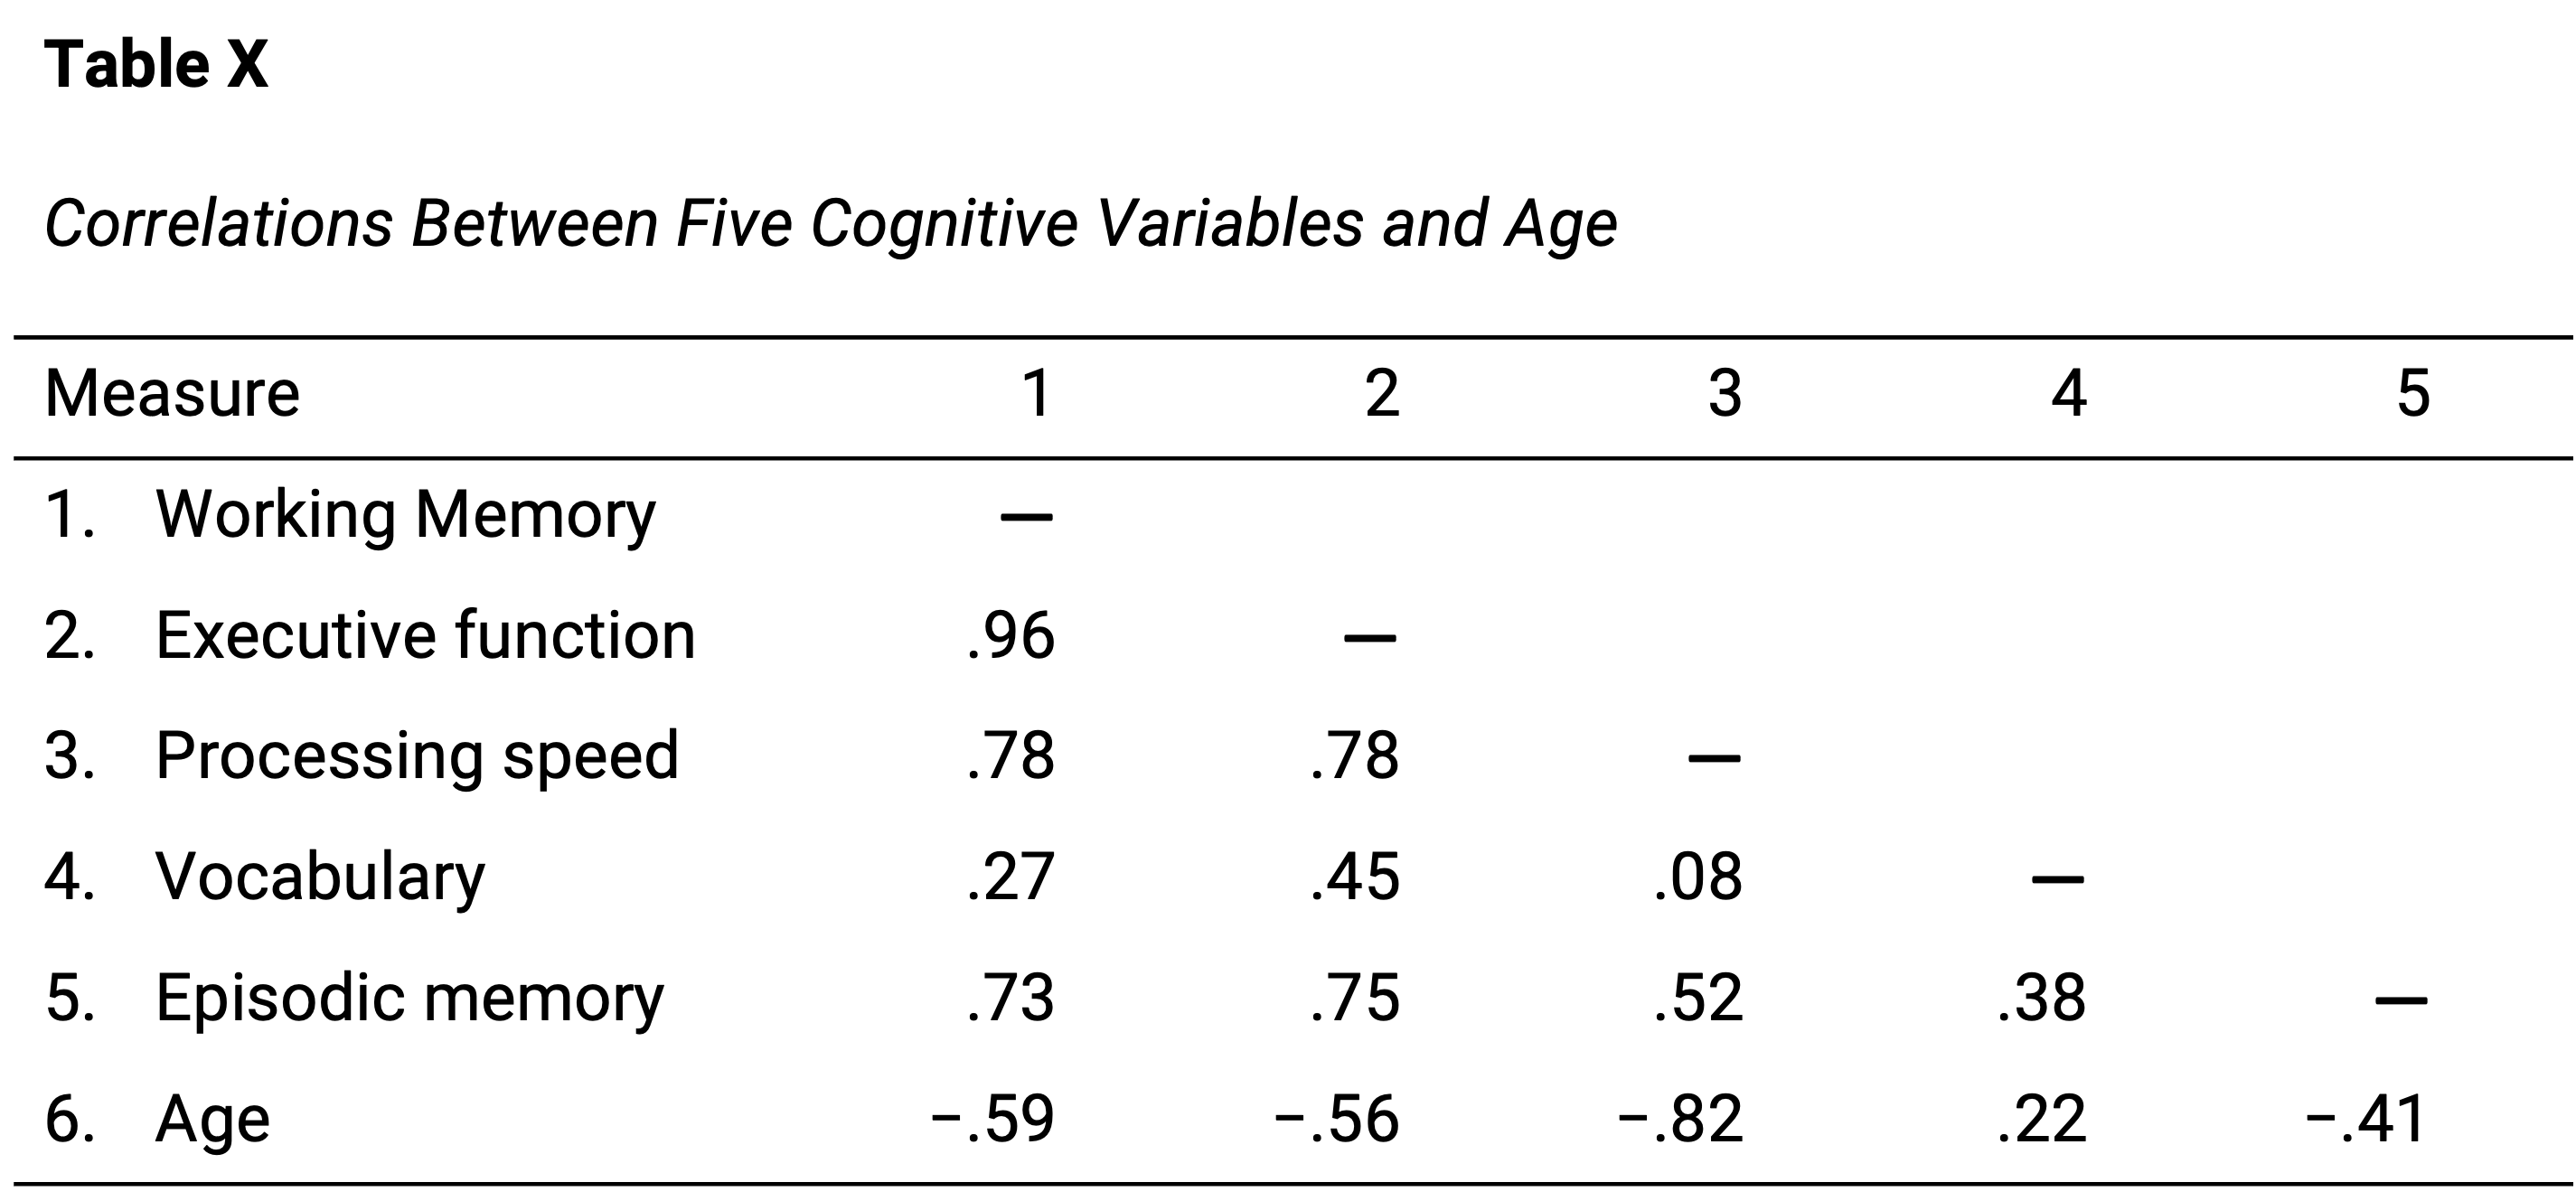 Table X
Correlations Between Five Cognitive Variables and Age
Measure 1 2 3 4 5
1. Working Memory —
2. Executive function .96 —
3. Processing speed .78 .78 —
4. Vocabulary .27 .45 .08 —
5. Episodic memory .73 .75 .52 .38 —
6. Age −.59 −.56 −.82 .22 −.41